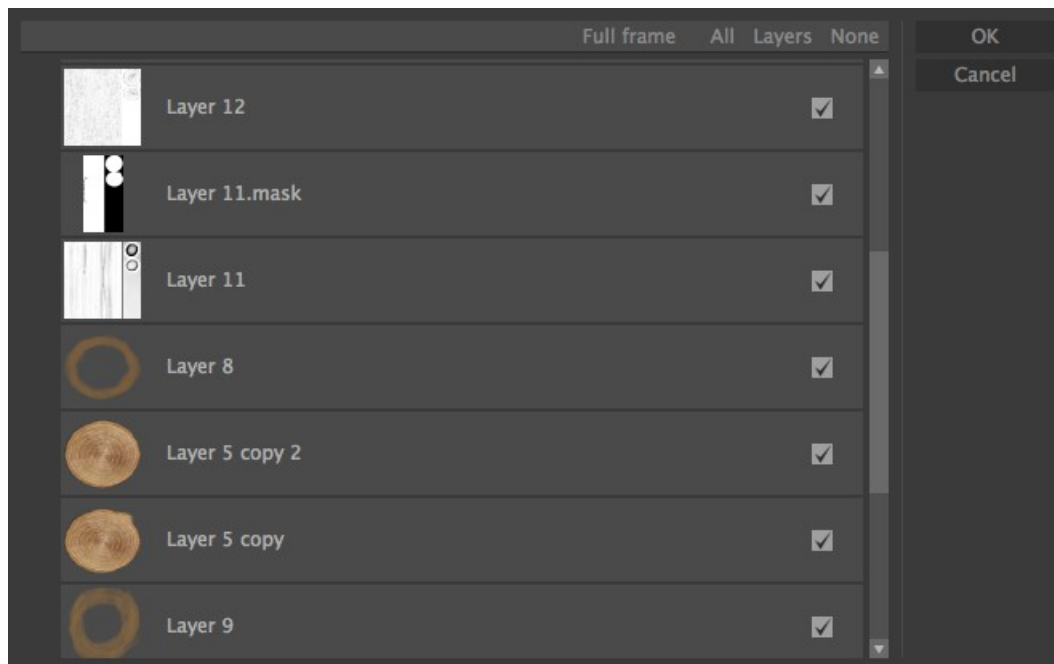 Full frame All Layers None
OK
Cancel
Layer 12
Layer 11.mask
Layer 11
Layer 8
Layer 5 copy 2
Layer 5 copy
Layer 9